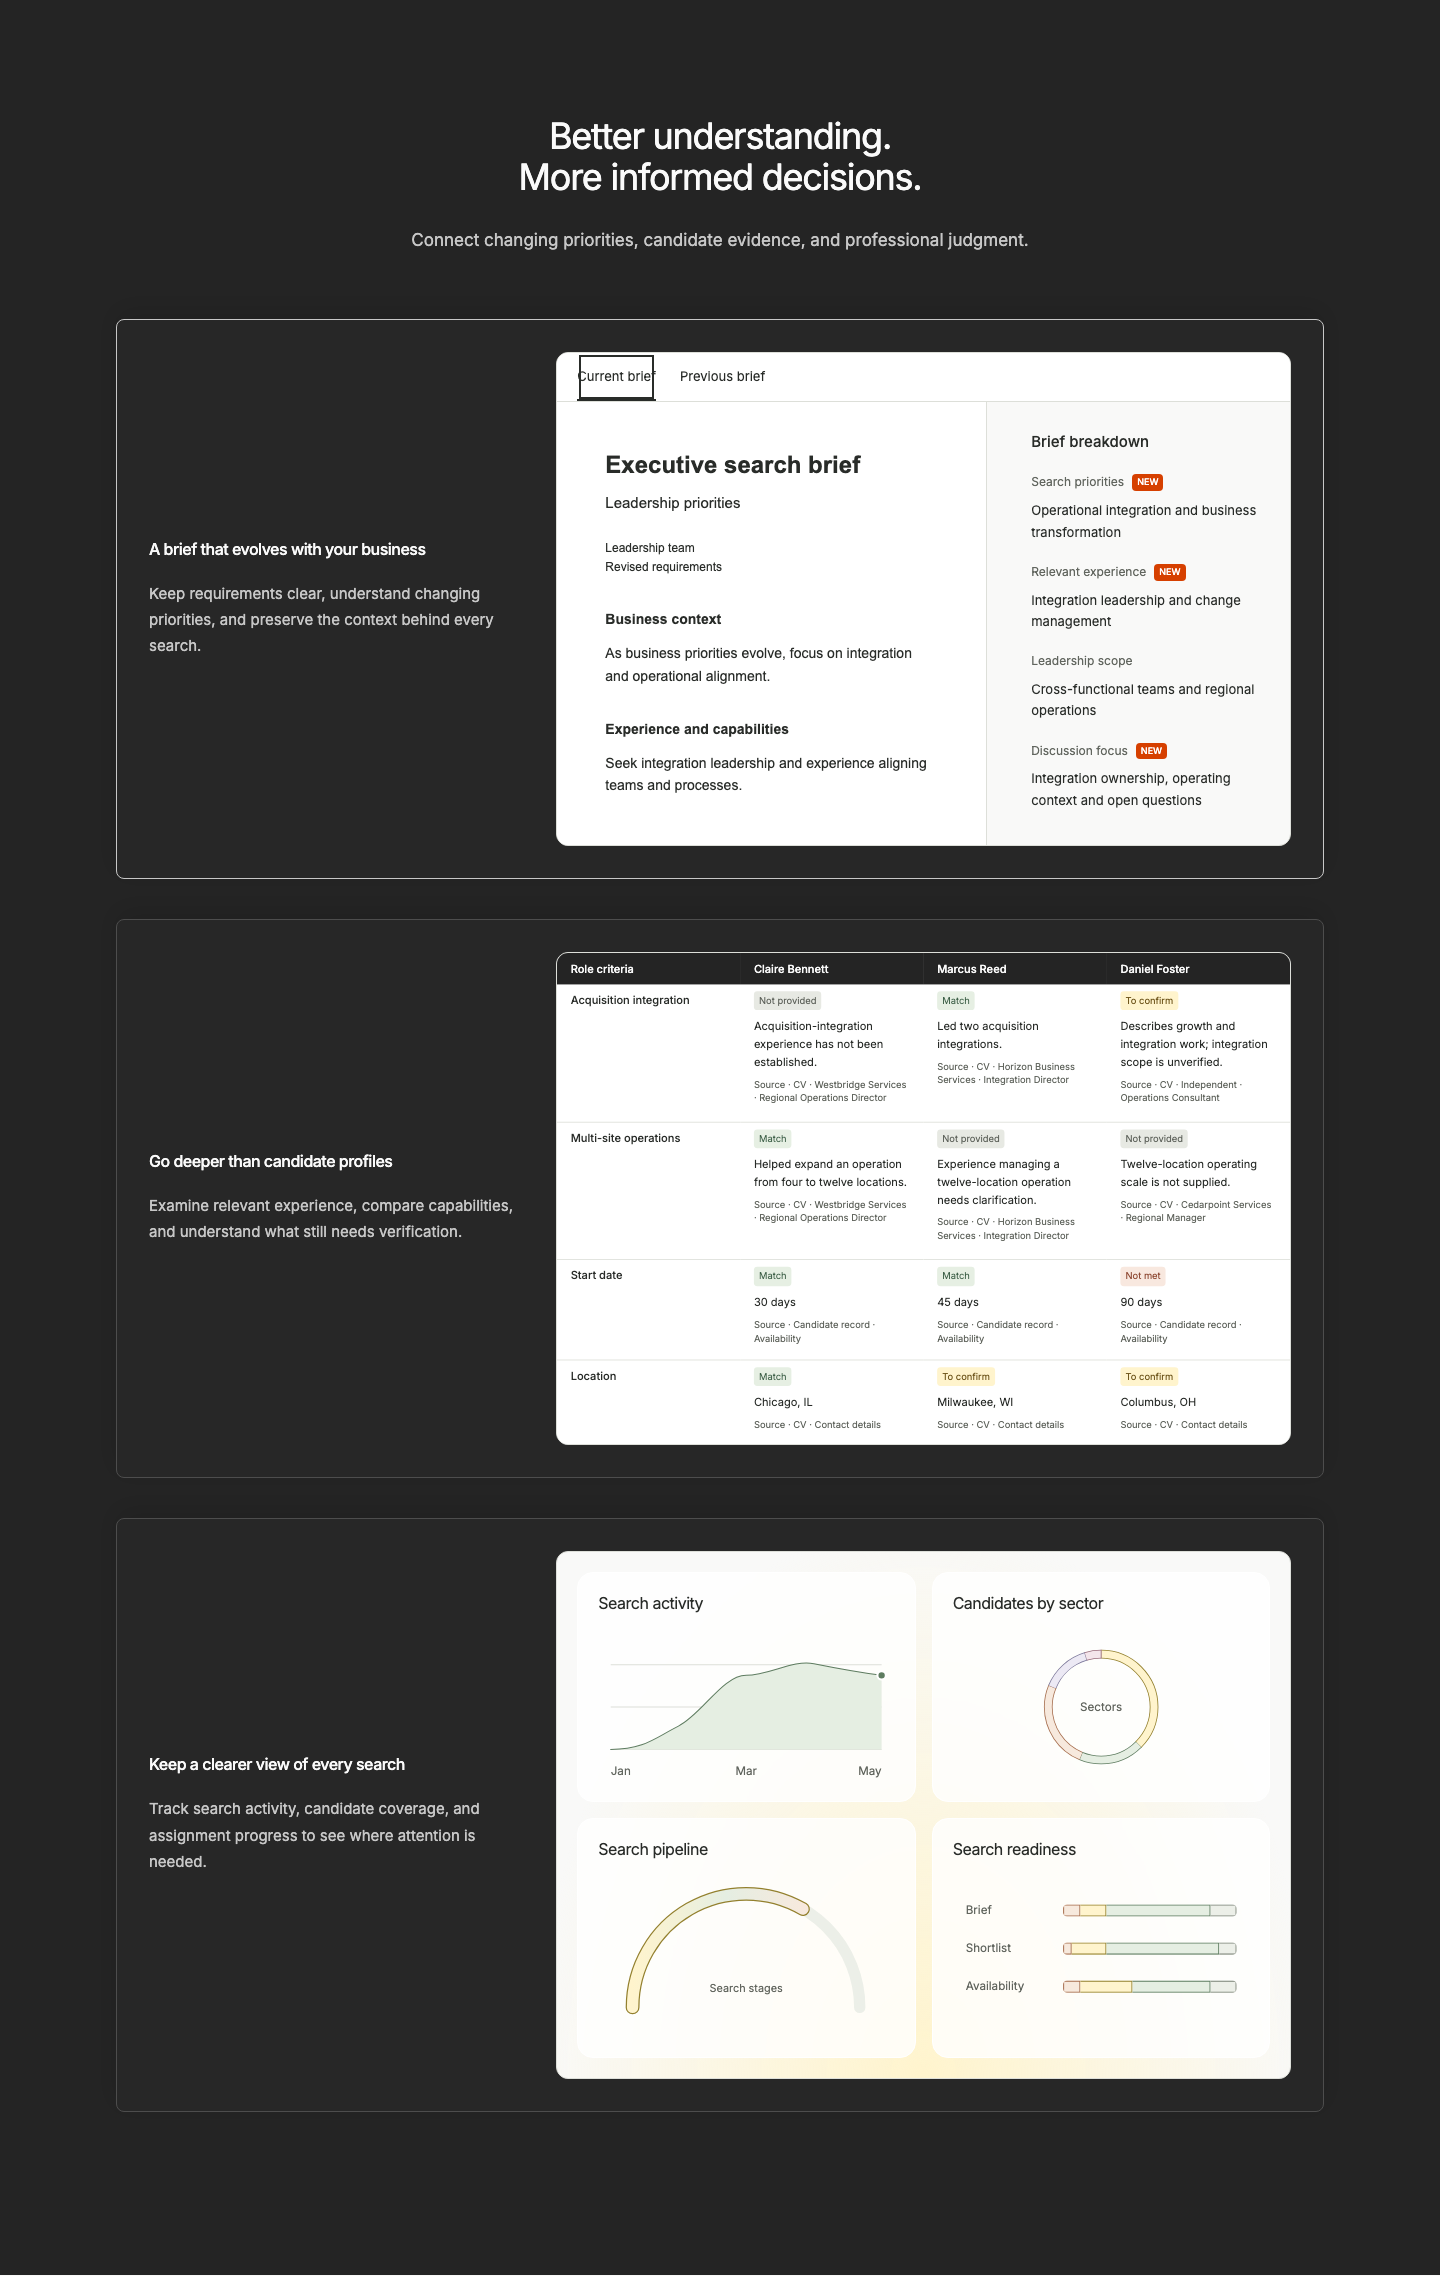 Better understanding.
More informed decisions.
Connect changing priorities, candidate evidence, and professional judgment.
A brief that evolves with your business
Keep requirements clear, understand changing
priorities, and preserve the context behind every
search.
Current brief
Previous brief
Executive search brief
Leadership priorities
Leadership team
Revised requirements
Business context
As business priorities evolve, focus on integration
and operational alignment.
Experience and capabilities
Seek integration leadership and experience aligning
teams and processes.
Brief breakdown
Search priorities NEW
Operational integration and business
transformation
Relevant experience NEW
Integration leadership and change
management
Leadership scope
Cross-functional teams and regional
operations
Discussion focus NEW
Integration ownership, operating
context and open questions
Go deeper than candidate profiles
Examine relevant experience, compare capabilities,
and understand what still needs verification.
Role criteria
Claire Bennett
Marcus Reed
Daniel Foster
Acquisition integration
Not provided
Acquisition-integration
experience has not been
established.
Source · CV · Westbridge Services
· Regional Operations Director
Match
Led two acquisition
integrations.
Source · CV · Horizon Business
Services · Integration Director
To confirm
Describes growth and
integration work; integration
scope is unverified.
Source · CV · Independent ·
Operations Consultant
Multi-site operations
Match
Helped expand an operation
from four to twelve locations.
Source · CV · Westbridge Services
· Regional Operations Director
Not provided
Experience managing a
twelve-location operation
needs clarification.
Source · CV · Horizon Business
Services · Integration Director
Not provided
Twelve-location operating
scale is not supplied.
Source · CV · Cedarpoint Services
· Regional Manager
Start date
Match
30 days
Source · Candidate record ·
Availability
Match
45 days
Source · Candidate record ·
Availability
Not met
90 days
Source · Candidate record ·
Availability
Location
Match
Chicago, IL
Source · CV · Contact details
To confirm
Milwaukee, WI
Source · CV · Contact details
To confirm
Columbus, OH
Source · CV · Contact details
Keep a clearer view of every search
Track search activity, candidate coverage, and
assignment progress to see where attention is
needed.
Search activity
Jan
Mar
May
Candidates by sector
Sectors
Search pipeline
Search stages
Search readiness
Brief
Shortlist
Availability